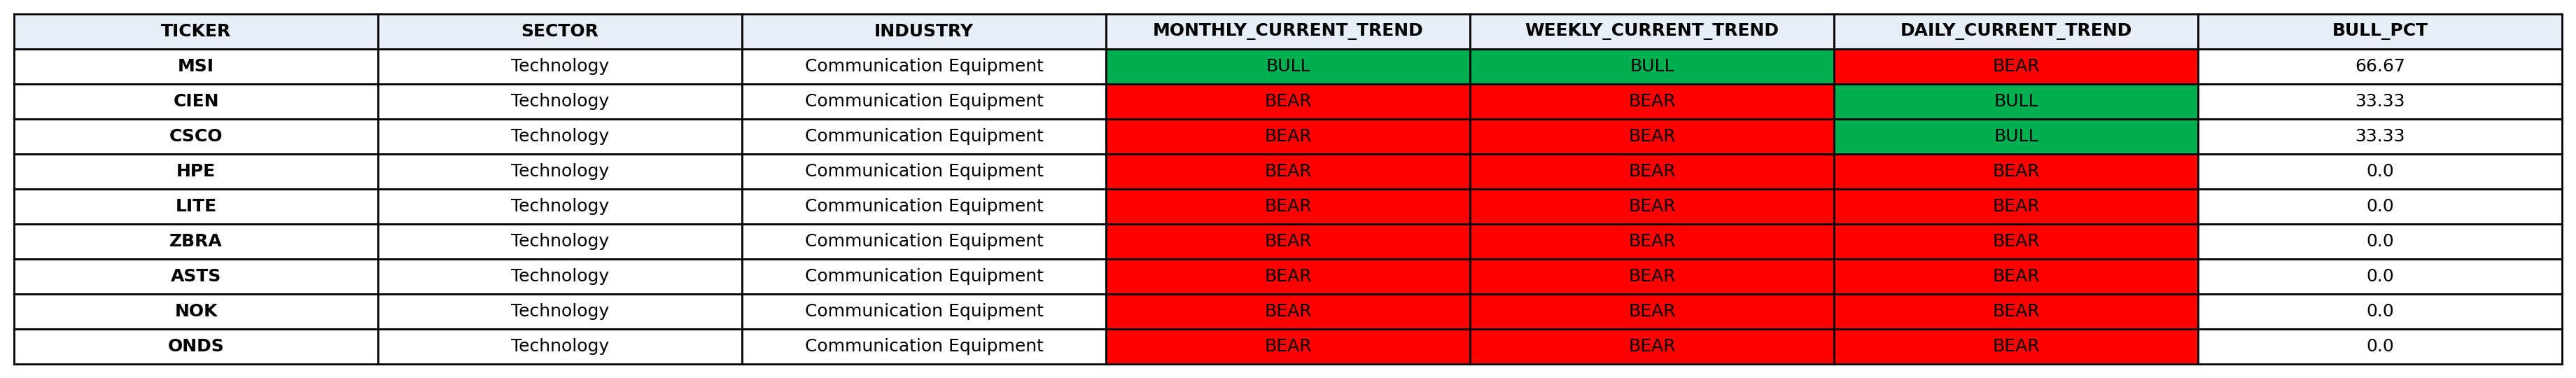 TICKER SECTOR INDUSTRY MONTHLY_CURRENT_TREND WEEKLY_CURRENT_TREND DAILY_CURRENT_TREND BULL_PCT
MSI Technology Communication Equipment BULL BULL BEAR 66.67
CIEN Technology Communication Equipment BEAR BEAR BULL 33.33
CSCO Technology Communication Equipment BEAR BEAR BULL 33.33
HPE Technology Communication Equipment BEAR BEAR BEAR 0.0
LITE Technology Communication Equipment BEAR BEAR BEAR 0.0
ZBRA Technology Communication Equipment BEAR BEAR BEAR 0.0
ASTS Technology Communication Equipment BEAR BEAR BEAR 0.0
NOK Technology Communication Equipment BEAR BEAR BEAR 0.0
ONDS Technology Communication Equipment BEAR BEAR BEAR 0.0